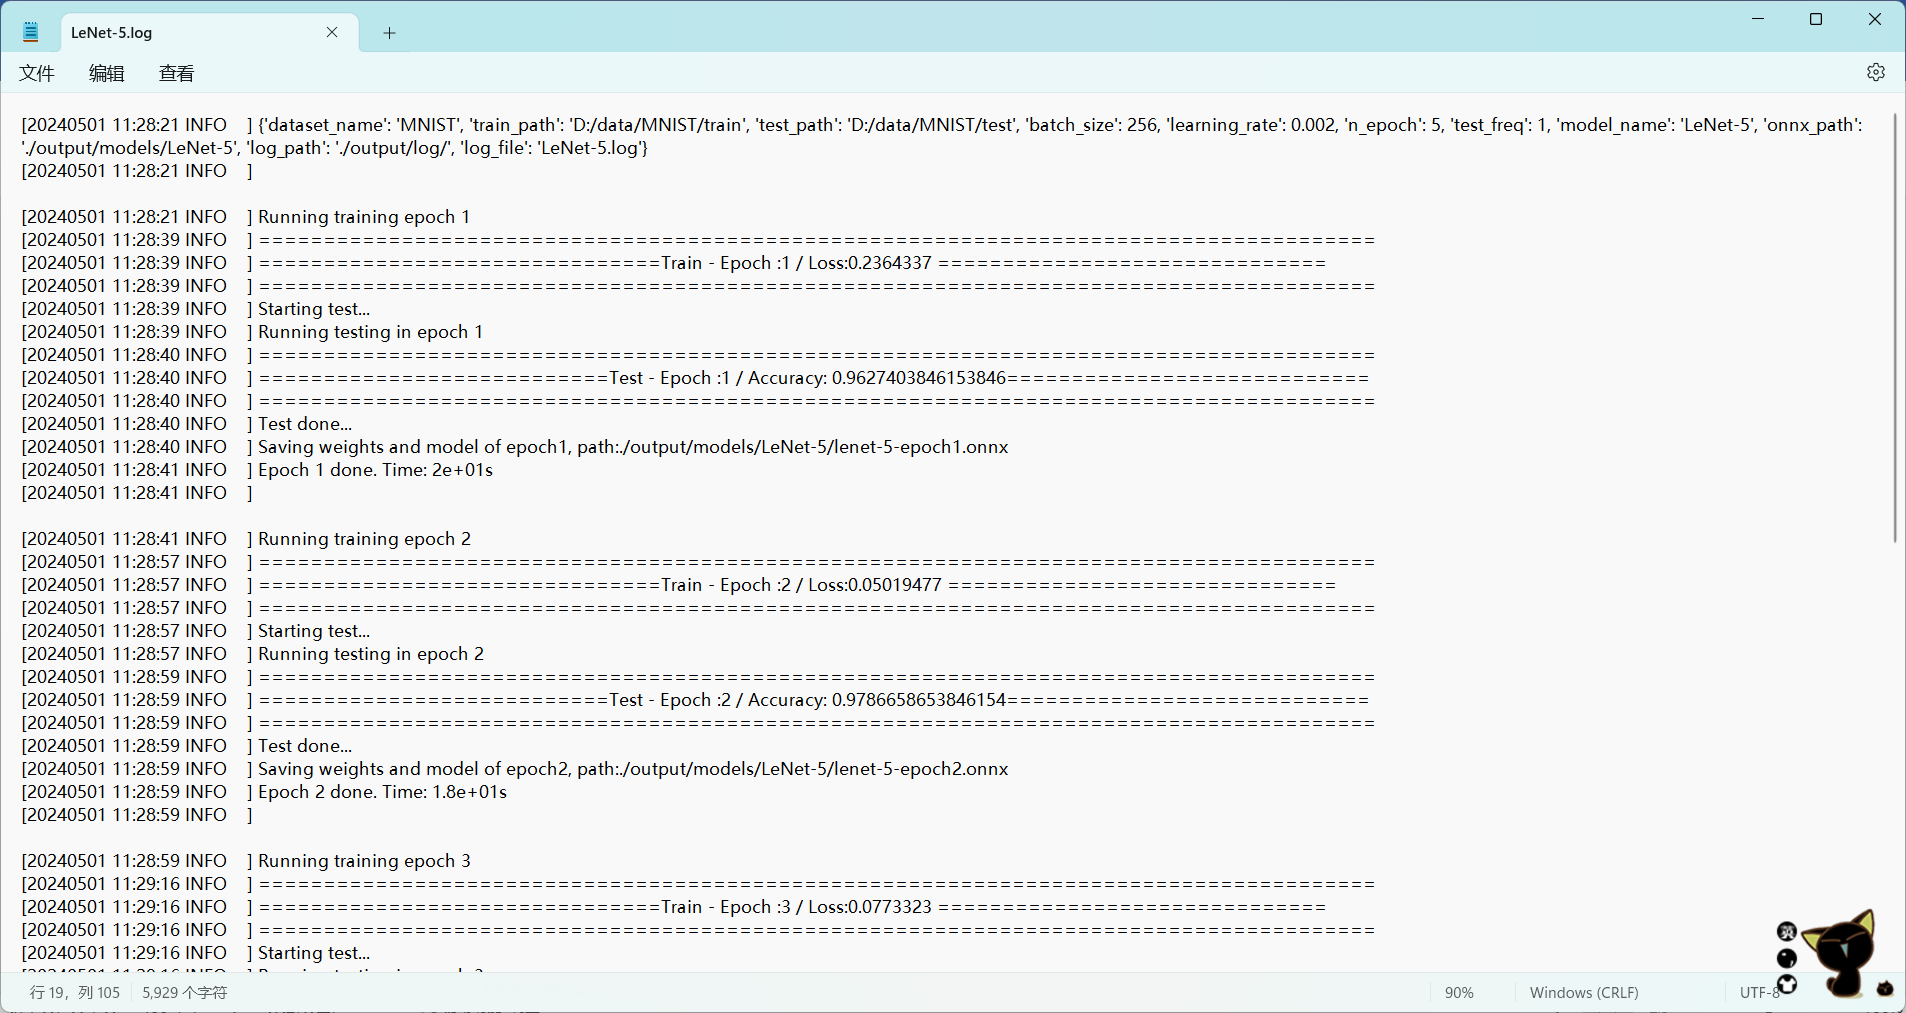 LeNet-5.log
文件 编辑 查看
[20240501 11:28:21 INFO    ] {'dataset_name': 'MNIST', 'train_path': 'D:/data/MNIST/train', 'test_path': 'D:/data/MNIST/test', 'batch_size': 256, 'learning_rate': 0.002, 'n_epoch': 5, 'test_freq': 1, 'model_name': 'LeNet-5', 'onnx_path':
'./output/models/LeNet-5', 'log_path': './output/log/', 'log_file': 'LeNet-5.log'}
[20240501 11:28:21 INFO    ]
[20240501 11:28:21 INFO    ] Running training epoch 1
[20240501 11:28:39 INFO    ] ======================================================================================
[20240501 11:28:39 INFO    ] ===============================Train - Epoch :1 / Loss:0.2364337 ==============================
[20240501 11:28:39 INFO    ] ======================================================================================
[20240501 11:28:39 INFO    ] Starting test...
[20240501 11:28:39 INFO    ] Running testing in epoch 1
[20240501 11:28:40 INFO    ] ======================================================================================
[20240501 11:28:40 INFO    ] ===========================Test - Epoch :1 / Accuracy: 0.9627403846153846============================
[20240501 11:28:40 INFO    ] ======================================================================================
[20240501 11:28:40 INFO    ] Test done...
[20240501 11:28:40 INFO    ] Saving weights and model of epoch1, path:./output/models/LeNet-5/lenet-5-epoch1.onnx
[20240501 11:28:41 INFO    ] Epoch 1 done. Time: 2e+01s
[20240501 11:28:41 INFO    ]
[20240501 11:28:41 INFO    ] Running training epoch 2
[20240501 11:28:57 INFO    ] ======================================================================================
[20240501 11:28:57 INFO    ] ===============================Train - Epoch :2 / Loss:0.05019477 ==============================
[20240501 11:28:57 INFO    ] ======================================================================================
[20240501 11:28:57 INFO    ] Starting test...
[20240501 11:28:57 INFO    ] Running testing in epoch 2
[20240501 11:28:59 INFO    ] ======================================================================================
[20240501 11:28:59 INFO    ] ===========================Test - Epoch :2 / Accuracy: 0.9786658653846154============================
[20240501 11:28:59 INFO    ] ======================================================================================
[20240501 11:28:59 INFO    ] Test done...
[20240501 11:28:59 INFO    ] Saving weights and model of epoch2, path:./output/models/LeNet-5/lenet-5-epoch2.onnx
[20240501 11:28:59 INFO    ] Epoch 2 done. Time: 1.8e+01s
[20240501 11:28:59 INFO    ]
[20240501 11:28:59 INFO    ] Running training epoch 3
[20240501 11:29:16 INFO    ] ======================================================================================
[20240501 11:29:16 INFO    ] ===============================Train - Epoch :3 / Loss:0.0773323 ==============================
[20240501 11:29:16 INFO    ] ======================================================================================
[20240501 11:29:16 INFO    ] Starting test...
行 19，列 105 5,929 个字符 90% Windows (CRLF) UTF-8
英